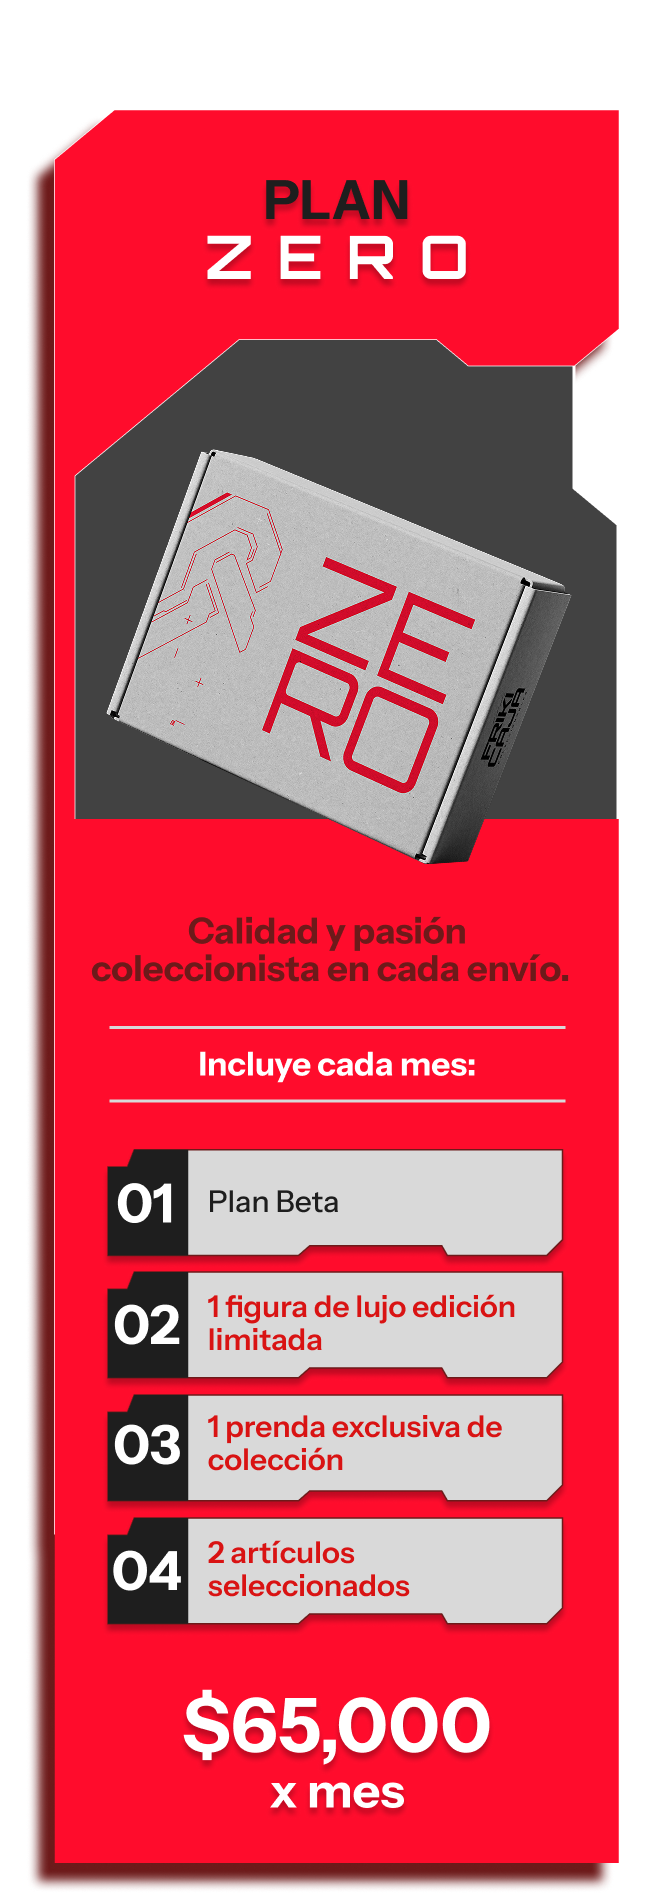 PLAN
ZERO
ZE
RO
FRIKI
CAJA
Calidad y pasión
coleccionista en cada envío.
Incluye cada mes:
01
Plan Beta
02
1 figura de lujo edición
limitada
03
1 prenda exclusiva de
colección
04
2 artículos
seleccionados
$65,000
x mes